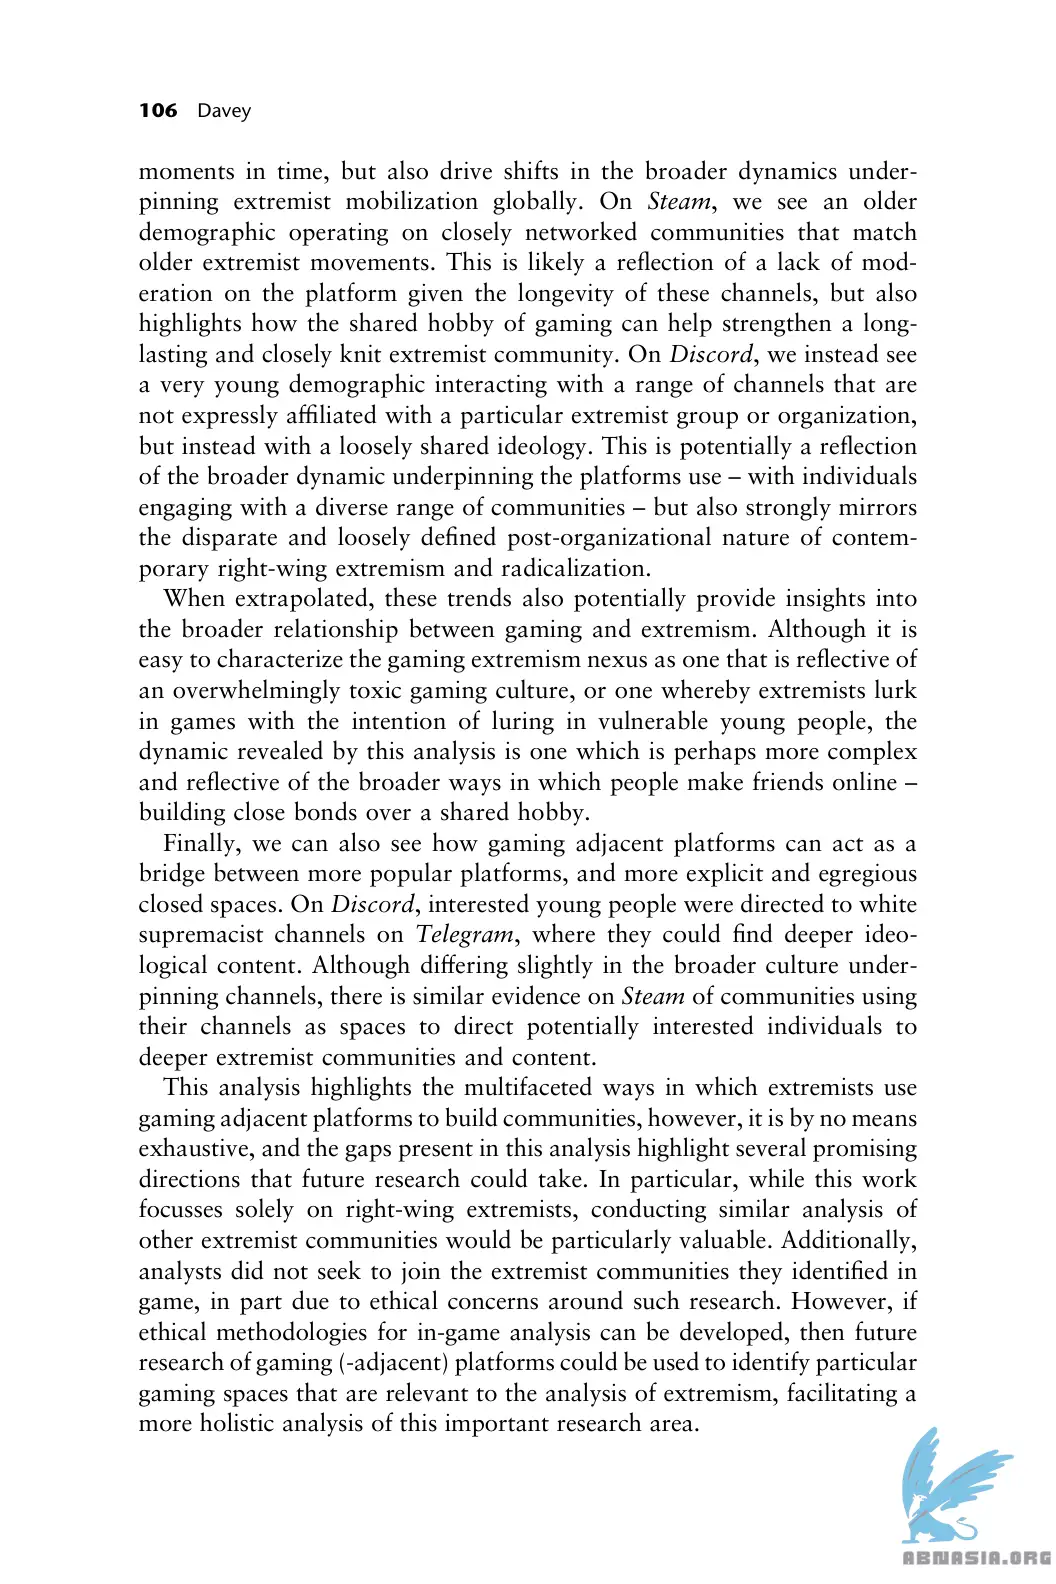 106 Davey
moments in time, but also drive shifts in the broader dynamics under-
pinning extremist mobilization globally. On Steam, we see an older
demographic operating on closely networked communities that match
older extremist movements. This is likely a reflection of a lack of mod-
eration on the platform given the longevity of these channels, but also
highlights how the shared hobby of gaming can help strengthen a long-
lasting and closely knit extremist community. On Discord, we instead see
a very young demographic interacting with a range of channels that are
not expressly affiliated with a particular extremist group or organization,
but instead with a loosely shared ideology. This is potentially a reflection
of the broader dynamic underpinning the platforms use – with individuals
engaging with a diverse range of communities – but also strongly mirrors
the disparate and loosely defined post-organizational nature of contem-
porary right-wing extremism and radicalization.
When extrapolated, these trends also potentially provide insights into
the broader relationship between gaming and extremism. Although it is
easy to characterize the gaming extremism nexus as one that is reflective of
an overwhelmingly toxic gaming culture, or one whereby extremists lurk
in games with the intention of luring in vulnerable young people, the
dynamic revealed by this analysis is one which is perhaps more complex
and reflective of the broader ways in which people make friends online –
building close bonds over a shared hobby.
Finally, we can also see how gaming adjacent platforms can act as a
bridge between more popular platforms, and more explicit and egregious
closed spaces. On Discord, interested young people were directed to white
supremacist channels on Telegram, where they could find deeper ideo-
logical content. Although differing slightly in the broader culture under-
pinning channels, there is similar evidence on Steam of communities using
their channels as spaces to direct potentially interested individuals to
deeper extremist communities and content.
This analysis highlights the multifaceted ways in which extremists use
gaming adjacent platforms to build communities, however, it is by no means
exhaustive, and the gaps present in this analysis highlight several promising
directions that future research could take. In particular, while this work
focusses solely on right-wing extremists, conducting similar analysis of
other extremist communities would be particularly valuable. Additionally,
analysts did not seek to join the extremist communities they identified in
game, in part due to ethical concerns around such research. However, if
ethical methodologies for in-game analysis can be developed, then future
research of gaming (-adjacent) platforms could be used to identify particular
gaming spaces that are relevant to the analysis of extremism, facilitating a
more holistic analysis of this important research area.
ABNASIA.ORG